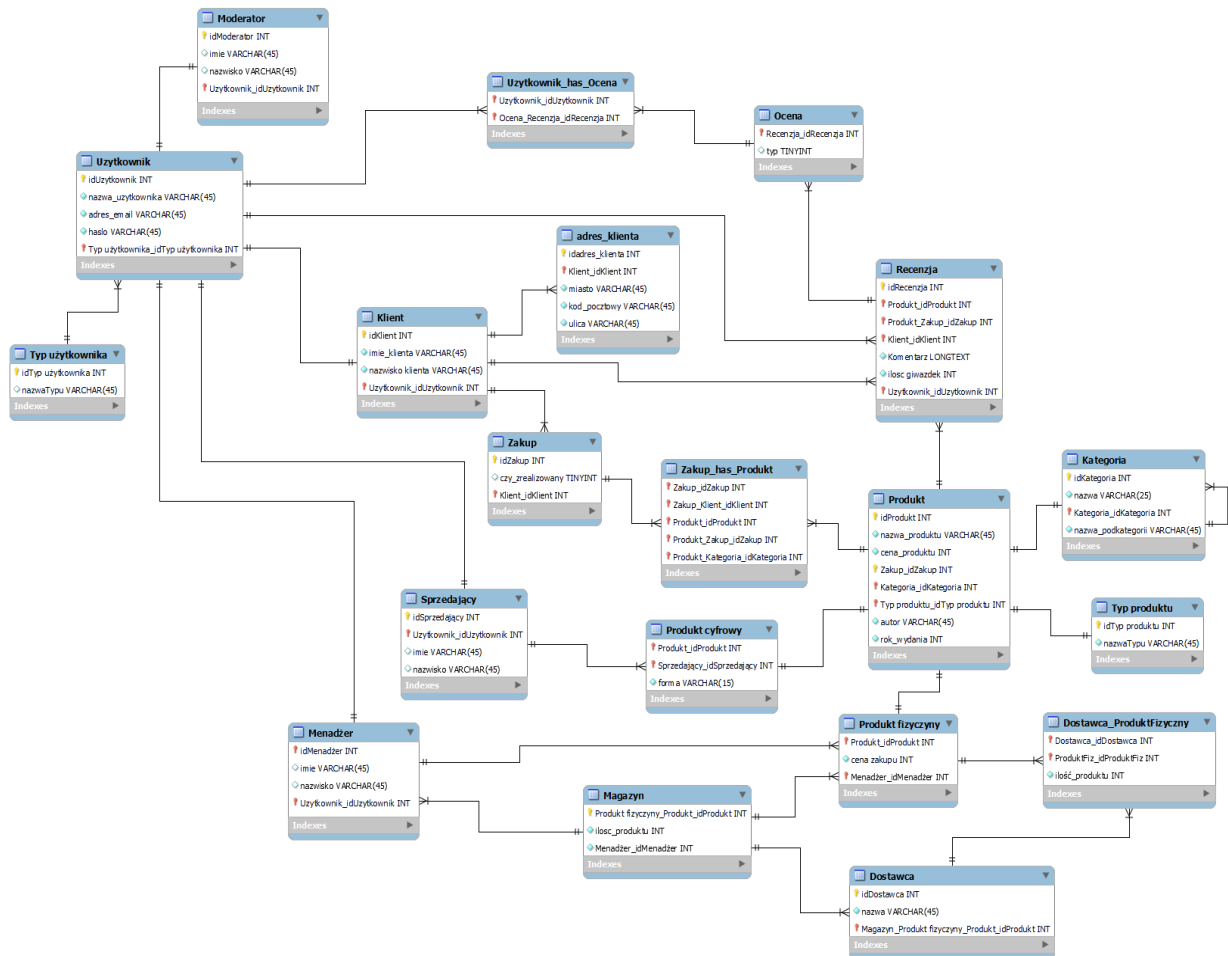 Moderator
idModerator INT
imie VARCHAR(45)
nazwisko VARCHAR(45)
Uzytkownik_idUzytkownik INT
Indexes
Uzytkownik_has_Ocena
Uzytkownik_idUzytkownik INT
Ocena_Recenzja_idRecenzja INT
Indexes
Ocena
Recenzja_idRecenzja INT
typ TINYINT
Indexes
Uzytkownik
idUzytkownik INT
nazwa_uzytkownika VARCHAR(45)
adres_email VARCHAR(45)
haslo VARCHAR(45)
Typ użytkownika_idTyp użytkownika INT
Indexes
adres_klienta
idadres_klienta INT
Klient_idKlient INT
miasto VARCHAR(45)
kod_pocztowy VARCHAR(45)
ulica VARCHAR(45)
Indexes
Recenzja
idRecenzja INT
Produkt_idProdukt INT
Produkt_Zakup_idZakup INT
Klient_idKlient INT
Komentarz LONGTEXT
ilosc giwazdek INT
Uzytkownik_idUzytkownik INT
Indexes
Klient
idKlient INT
imie_klienta VARCHAR(45)
nazwisko klienta VARCHAR(45)
Uzytkownik_idUzytkownik INT
Indexes
Typ użytkownika
idTyp użytkownika INT
nazwaTypu VARCHAR(45)
Indexes
Zakup
idZakup INT
czy_zrealizowany TINYINT
Klient_idKlient INT
Indexes
Zakup_has_Produkt
Zakup_idZakup INT
Zakup_Klient_idKlient INT
Produkt_idProdukt INT
Produkt_Zakup_idZakup INT
Produkt_Kategoria_idKategoria INT
Indexes
Produkt
idProdukt INT
nazwa_produktu VARCHAR(45)
cena_produktu INT
Zakup_idZakup INT
Kategoria_idKategoria INT
Typ produktu_idTyp produktu INT
autor VARCHAR(45)
rok_wydania INT
Indexes
Kategoria
idKategoria INT
nazwa VARCHAR(25)
Kategoria_idKategoria INT
nazwa_podkategorii VARCHAR(45)
Indexes
Sprzedający
idSprzedający INT
Uzytkownik_idUzytkownik INT
imie VARCHAR(45)
nazwisko VARCHAR(45)
Indexes
Produkt cyfrowy
Produkt_idProdukt INT
Sprzedający_idSprzedający INT
forma VARCHAR(15)
Indexes
Typ produktu
idTyp produktu INT
nazwaTypu VARCHAR(45)
Indexes
Menadżer
idMenadżer INT
imie VARCHAR(45)
nazwisko VARCHAR(45)
Uzytkownik_idUzytkownik INT
Indexes
Produkt fizyczyny
Produkt_idProdukt INT
cena zakupu INT
Menadżer_idMenadżer INT
Indexes
Dostawca_ProduktFizyczny
Dostawca_idDostawca INT
ProduktFiz_idProduktFiz INT
ilość_produktu INT
Indexes
Magazyn
Produkt fizyczyny_Produkt_idProdukt INT
ilosc_produktu INT
Menadżer_idMenadżer INT
Indexes
Dostawca
idDostawca INT
nazwa VARCHAR(45)
Magazyn_Produkt fizyczyny_Produkt_idProdukt INT
Indexes